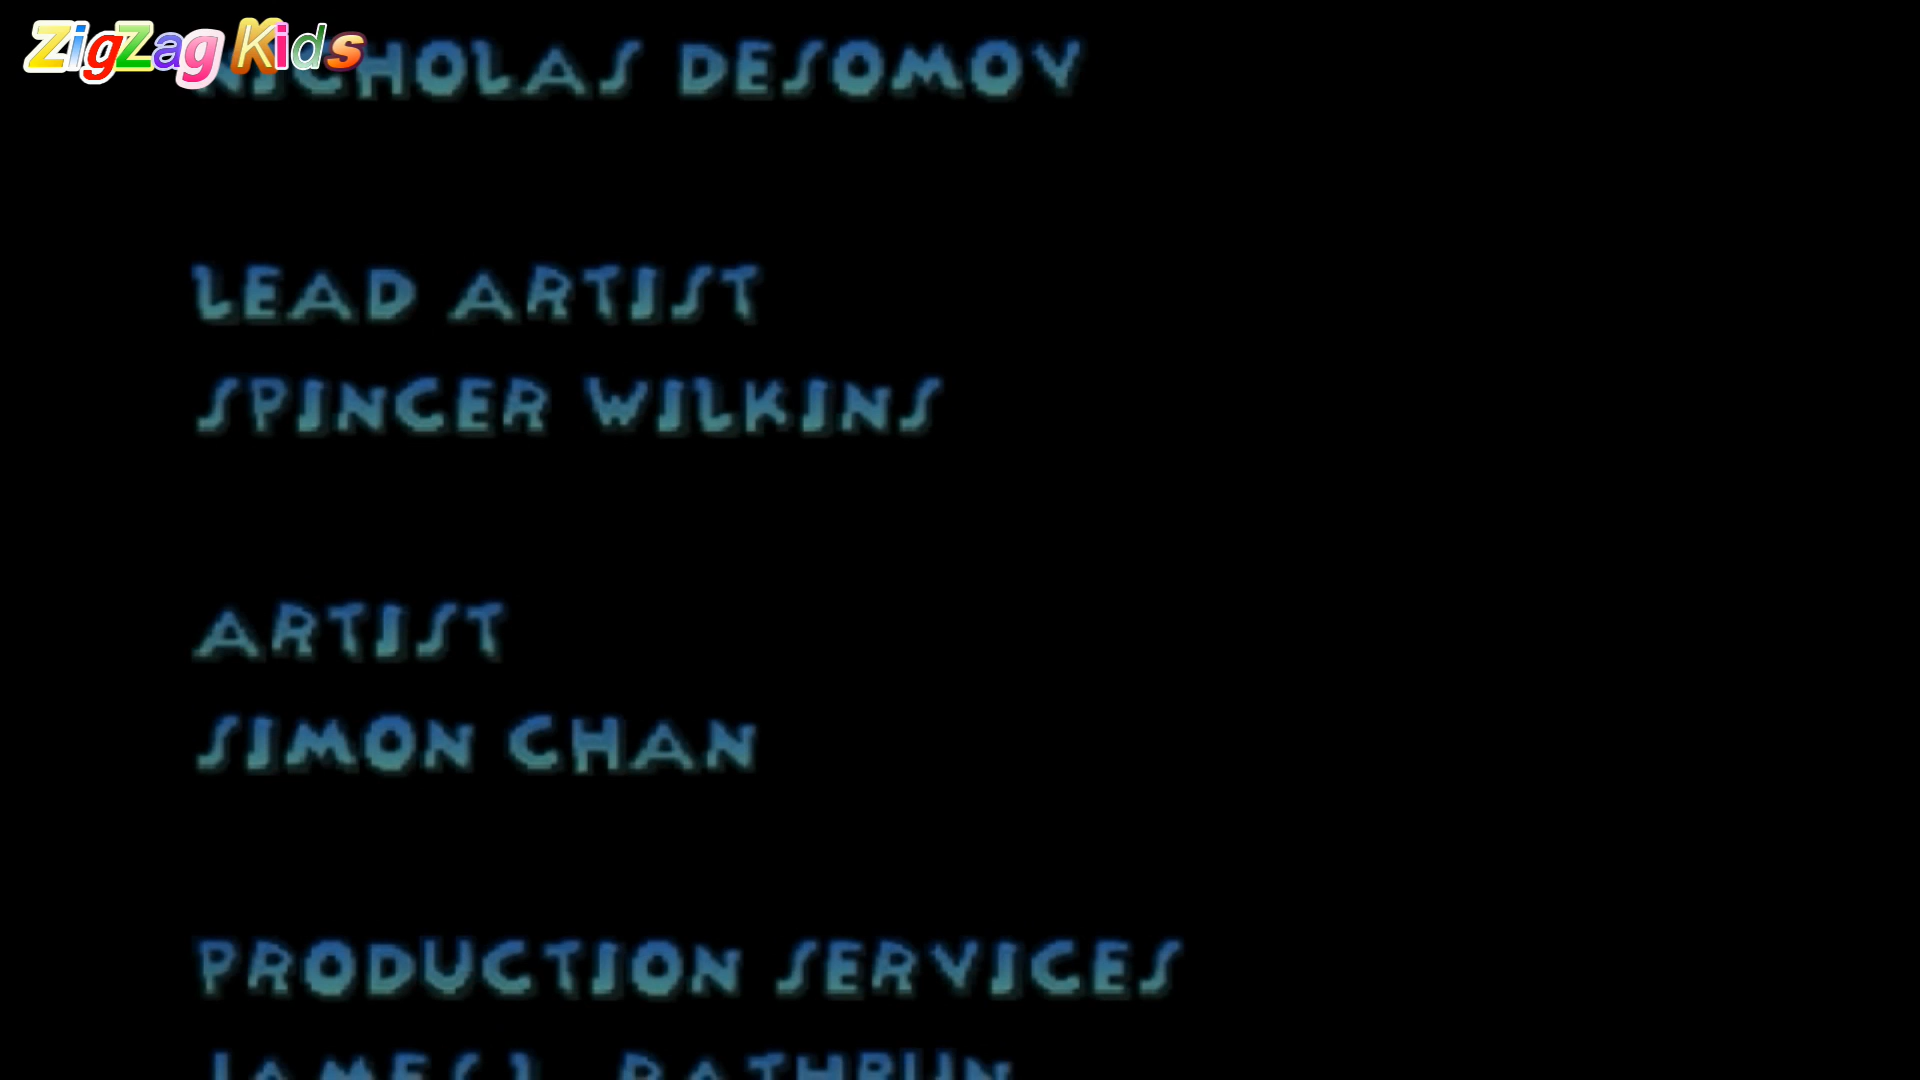 ZigZag Kids
NICHOLAS DESOMOV
LEAD ARTIST
SPINCER WILKINS
ARTIST
SIMON CHAN
PRODUCTION SERVICES